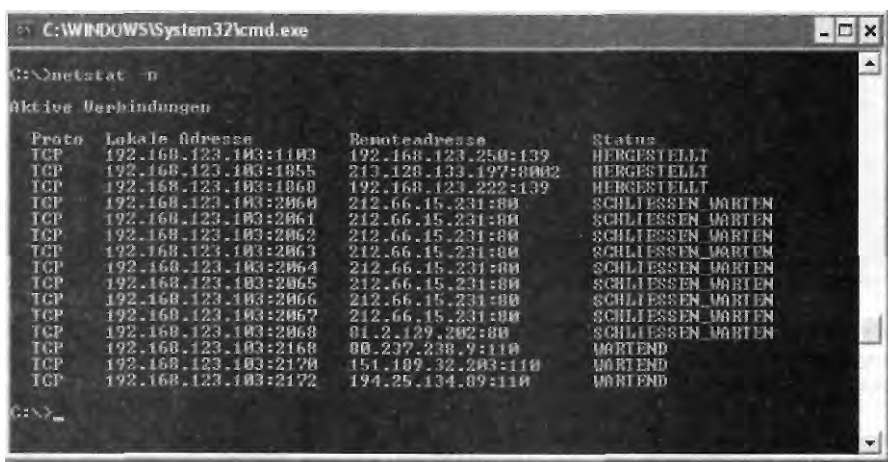 C:\WINDOWS\System32\cmd.exe
C:\>netstat -n
Aktive Verbindungen
Proto Lokale Adresse Remoteadresse Status
TCP 192.168.123.103:1103 192.168.123.250:139 HERGESTELLT
TCP 192.168.123.103:1855 213.128.133.197:8002 HERGESTELLT
TCP 192.168.123.103:1868 192.168.123.222:139 HERGESTELLT
TCP 192.168.123.103:2060 212.66.15.231:80 SCHLIESSEN_WARTEN
TCP 192.168.123.103:2061 212.66.15.231:80 SCHLIESSEN_WARTEN
TCP 192.168.123.103:2062 212.66.15.231:80 SCHLIESSEN_WARTEN
TCP 192.168.123.103:2063 212.66.15.231:80 SCHLIESSEN_WARTEN
TCP 192.168.123.103:2064 212.66.15.231:80 SCHLIESSEN_WARTEN
TCP 192.168.123.103:2065 212.66.15.231:80 SCHLIESSEN_WARTEN
TCP 192.168.123.103:2066 212.66.15.231:80 SCHLIESSEN_WARTEN
TCP 192.168.123.103:2067 212.66.15.231:80 SCHLIESSEN_WARTEN
TCP 192.168.123.103:2068 81.2.129.202:80 SCHLIESSEN_WARTEN
TCP 192.168.123.103:2168 80.237.238.9:110 WARTEND
TCP 192.168.123.103:2170 151.189.32.203:110 WARTEND
TCP 192.168.123.103:2172 194.25.134.89:110 WARTEND
C:\>_